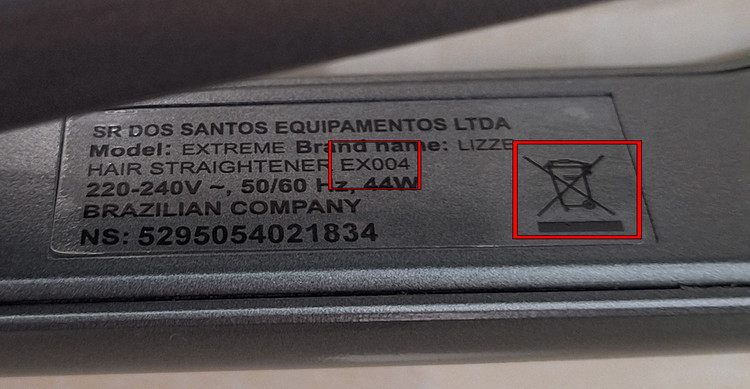 SR DOS SANTOS EQUIPAMENTOS LTDA
Model: EXTREME Brand name: LIZZE
HAIR STRAIGHTENER EX004
220-240V ~, 50/60 Hz, 44W
BRAZILIAN COMPANY
NS: 5295054021834